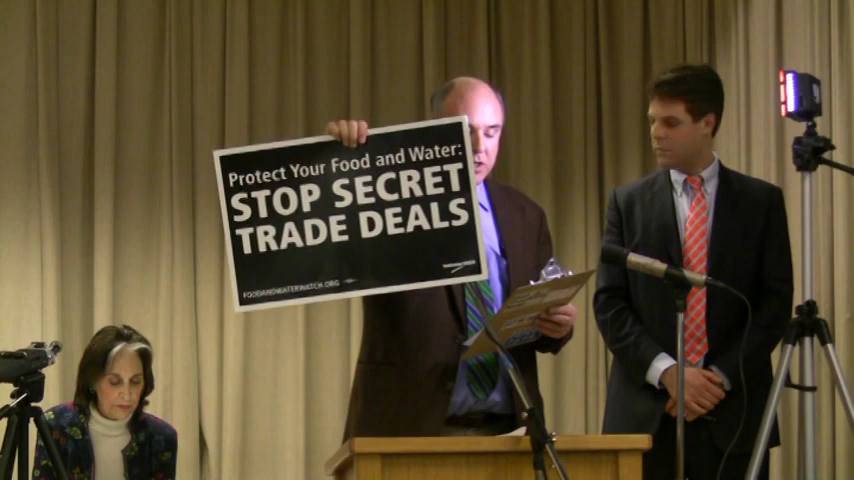 Protect Your Food and Water:
STOP SECRET
TRADE DEALS
FOODANDWATERWATCH.ORG